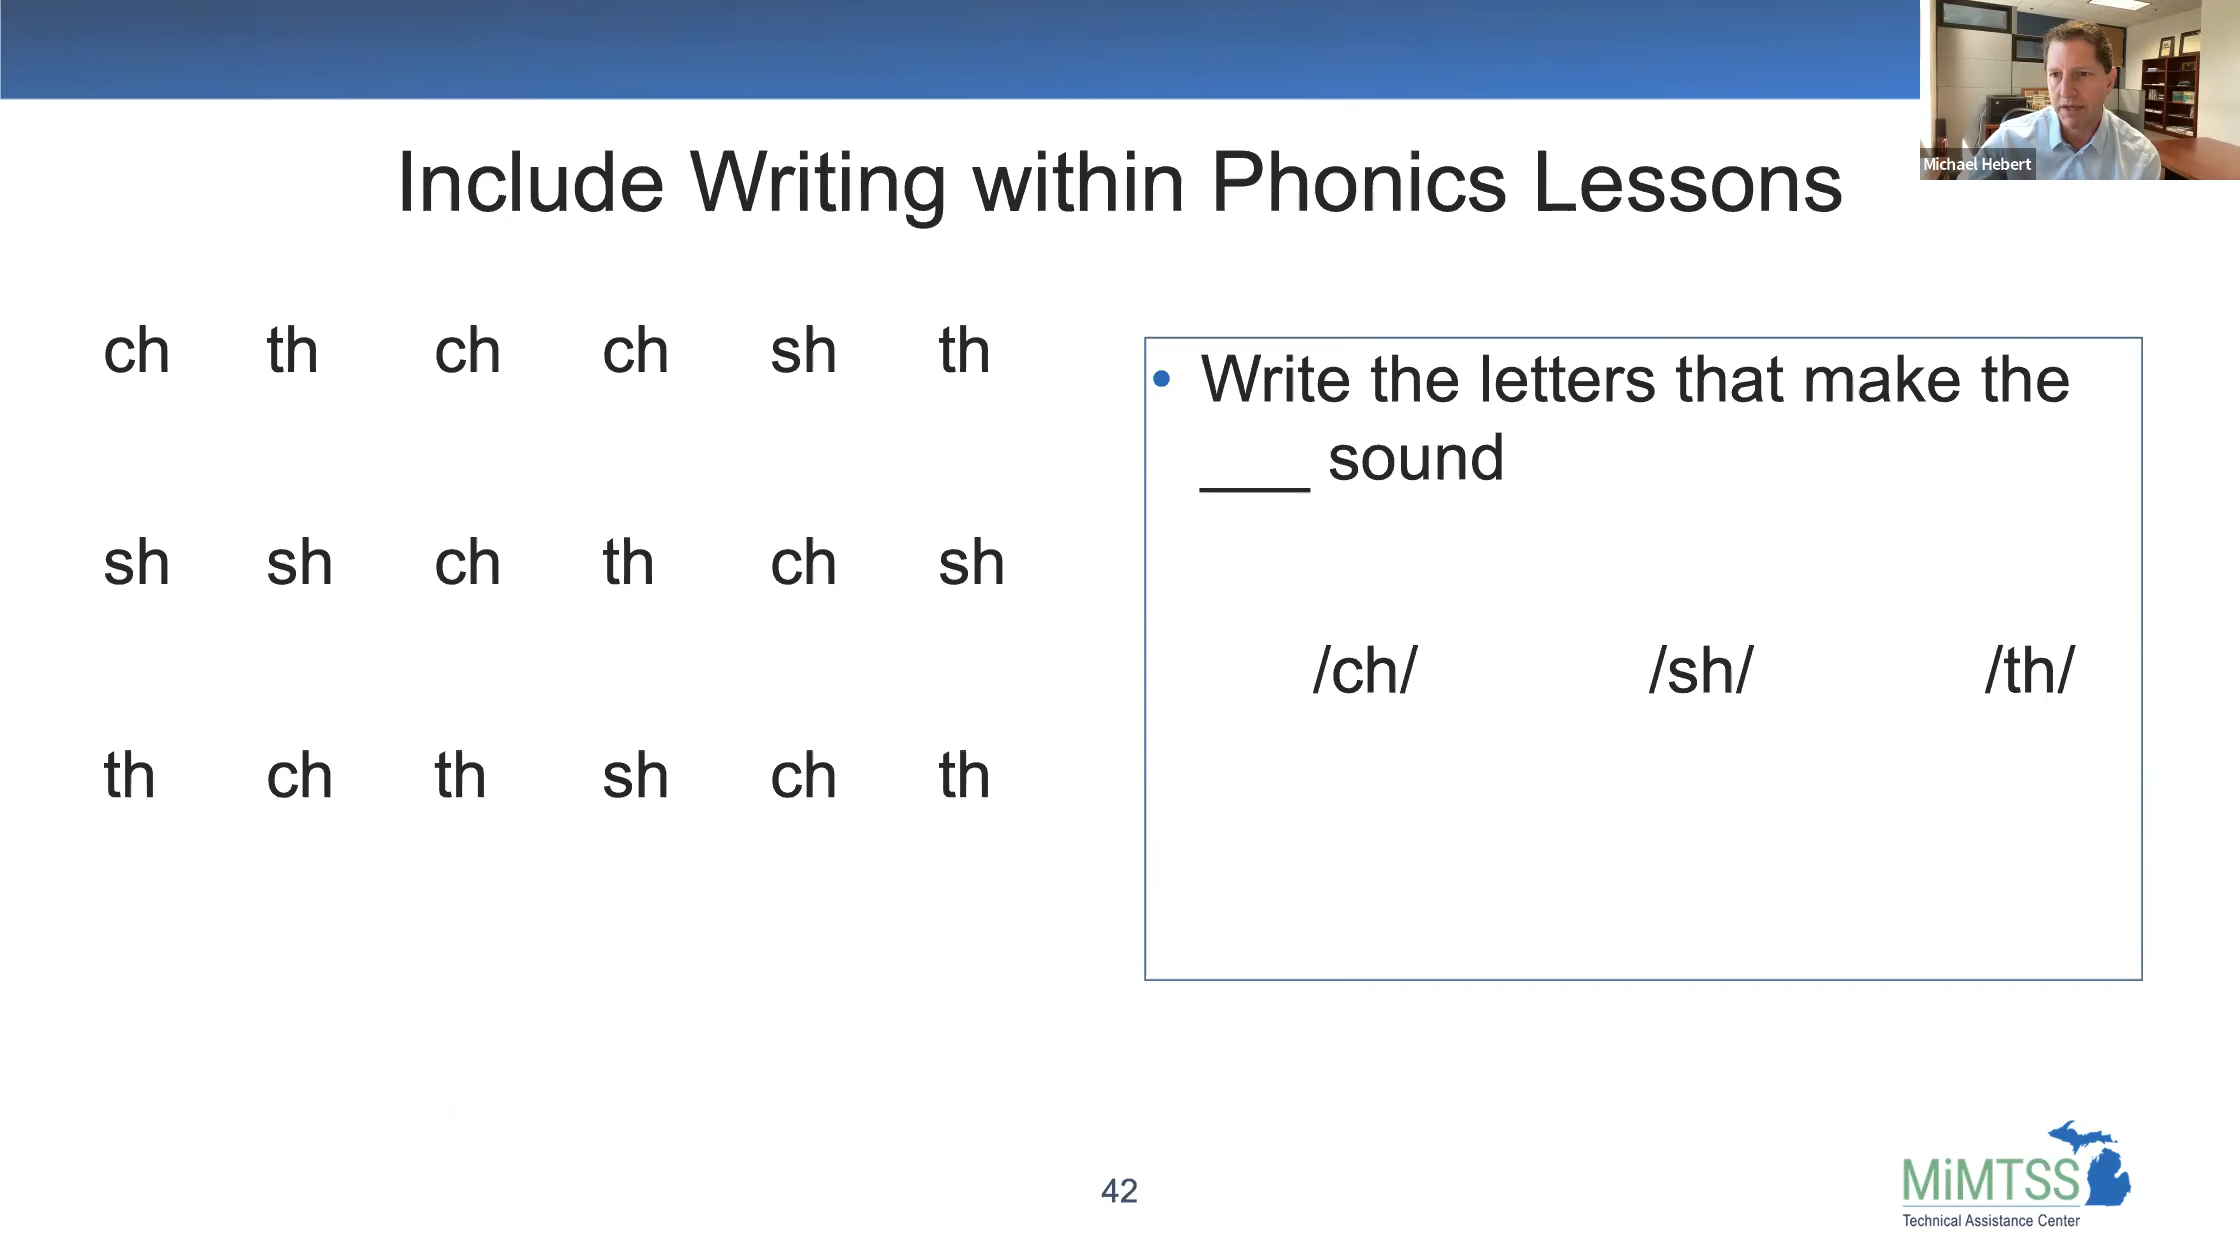 Michael Hebert
Include Writing within Phonics Lessons
ch th ch ch sh th
sh sh ch th ch sh
th ch th sh ch th
• Write the letters that make the
___ sound
/ch/ /sh/ /th/
42
MiMTSS
Technical Assistance Center